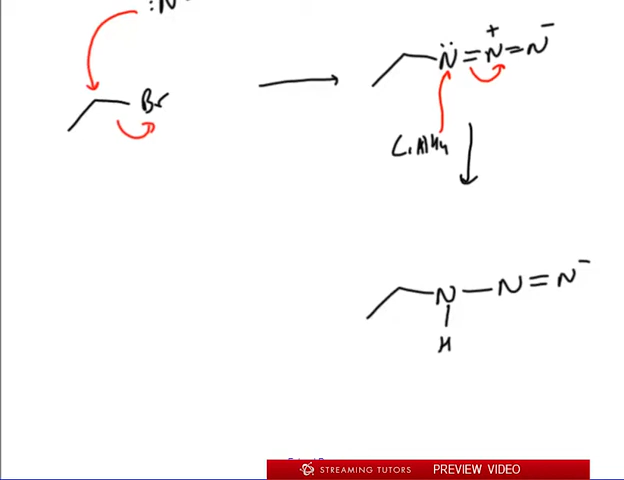 :N
Br
N̈=N⁺=N⁻
LiAlH4
N—N=N⁻
H
STREAMING TUTORS PREVIEW VIDEO